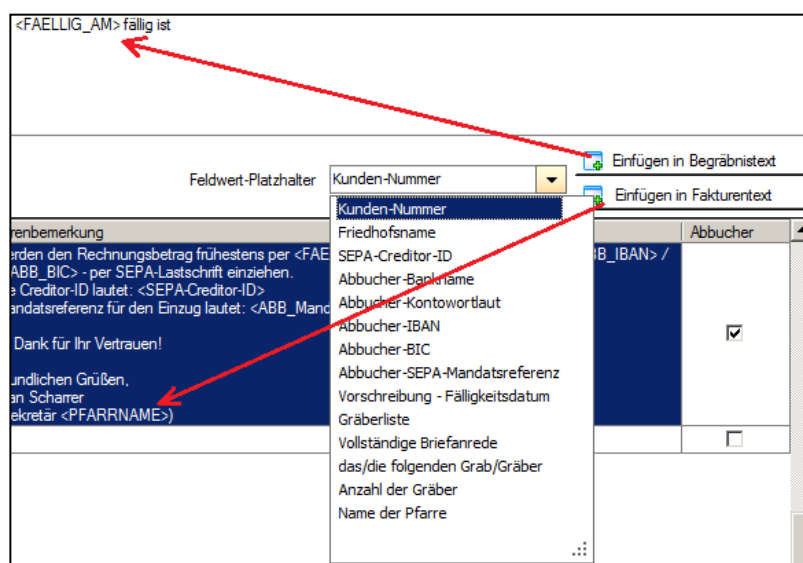 <FAELLIG_AM> fällig ist
Einfügen in Begräbnistext
Feldwert-Platzhalter Kunden-Nummer
Einfügen in Fakturentext
Kunden-Nummer
Friedhofsname
SEPA-Creditor-ID
Abbucher-Bankname
Abbucher-Kontowortlaut
Abbucher-IBAN
Abbucher-BIC
Abbucher-SEPA-Mandatsreferenz
Vorschreibung - Fälligkeitsdatum
Gräberliste
Vollständige Briefanrede
das/die folgenden Grab/Gräber
Anzahl der Gräber
Name der Pfarre
renbemerkung Abbucher
erden den Rechnungsbetrag frühestens per <FAE BB_IBAN> /
ABB_BIC> - per SEPA-Lastschrift einziehen.
e Creditor-ID lautet: <SEPA-Creditor-ID>
andatsreferenz für den Einzug lautet: <ABB_Mand
Dank für Ihr Vertrauen!
undlichen Grüßen,
an Scharrer
ekretär <PFARRNAME>)